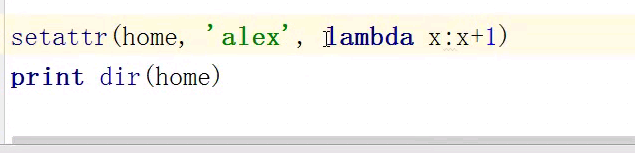 setattr(home, 'alex', lambda x:x+1)
print dir(home)